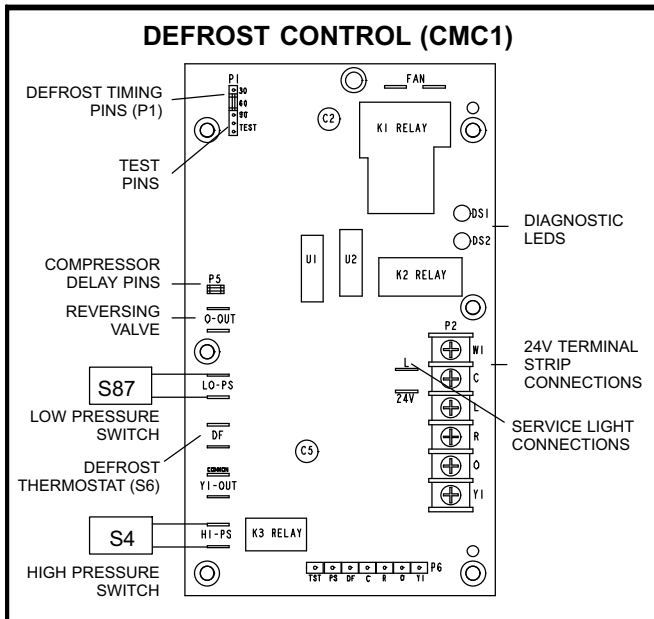 DEFROST CONTROL (CMC1)
P1
FAN
DEFROST TIMING
PINS (P1)
30
60
90
TEST
C2
K1 RELAY
TEST
PINS
DS1
DS2
DIAGNOSTIC
LEDS
U1
U2
K2 RELAY
COMPRESSOR
DELAY PINS
P5
REVERSING
VALVE
O-OUT
P2
W1
C
L
R
O
Y1
24V TERMINAL
STRIP
CONNECTIONS
L
24V
S87
LO-PS
LOW PRESSURE
SWITCH
SERVICE LIGHT
CONNECTIONS
DF
DEFROST
THERMOSTAT (S6)
C5
COMMON
Y1-OUT
S4
HI-PS
K3 RELAY
HIGH PRESSURE
SWITCH
P6
TST PS DF C R O Y1